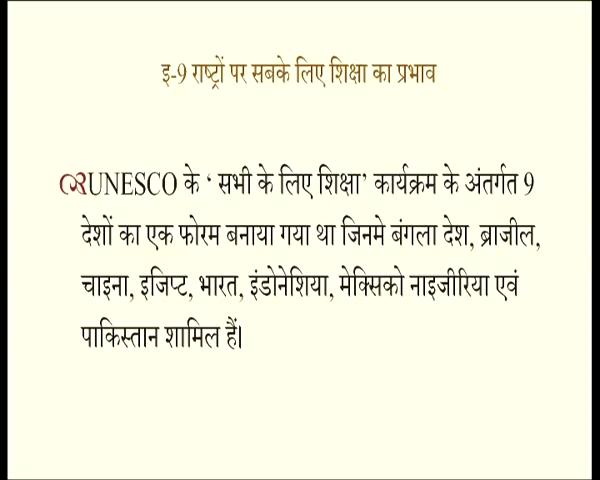 इ-9 राष्ट्रों पर सबके लिए शिक्षा का प्रभाव
UNESCO के ‘ सभी के लिए शिक्षा’ कार्यक्रम के अंतर्गत 9
देशों का एक फोरम बनाया गया था जिनमे बंगला देश, ब्राजील,
चाइना, इजिप्ट, भारत, इंडोनेशिया, मेक्सिको नाइजीरिया एवं
पाकिस्तान शामिल हैं।